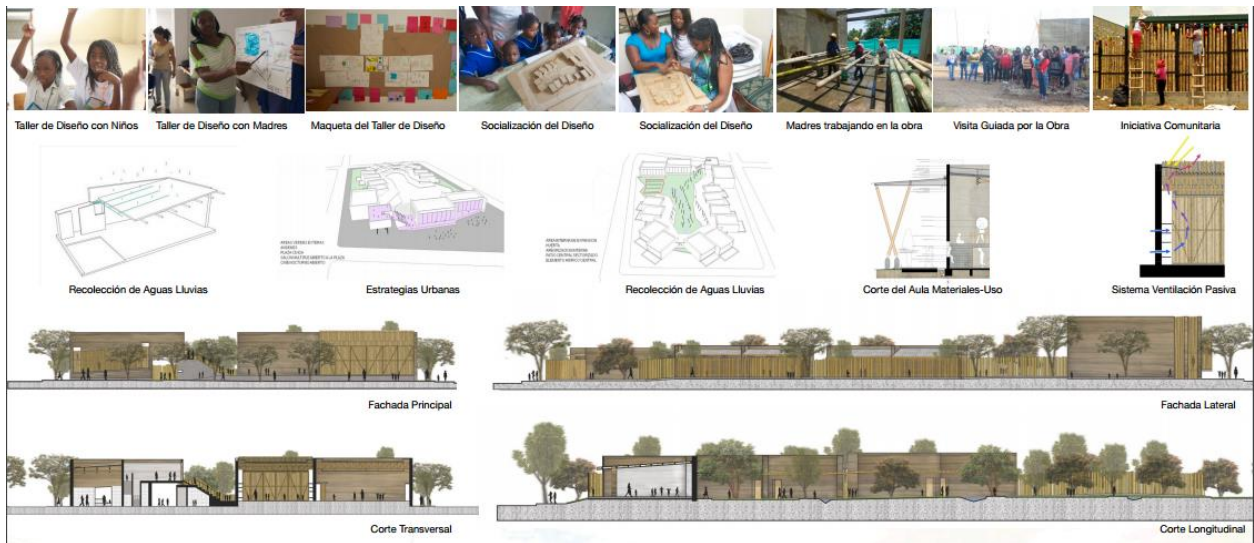 Taller de Diseño con Niños
Taller de Diseño con Madres
Maqueta del Taller de Diseño
Socialización del Diseño
Socialización del Diseño
Madres trabajando en la obra
Visita Guiada por la Obra
Iniciativa Comunitaria
Recolección de Aguas Lluvias
Estrategias Urbanas
Recolección de Aguas Lluvias
Corte del Aula Materiales-Uso
Sistema Ventilación Pasiva
Fachada Principal
Fachada Lateral
Corte Transversal
Corte Longitudinal